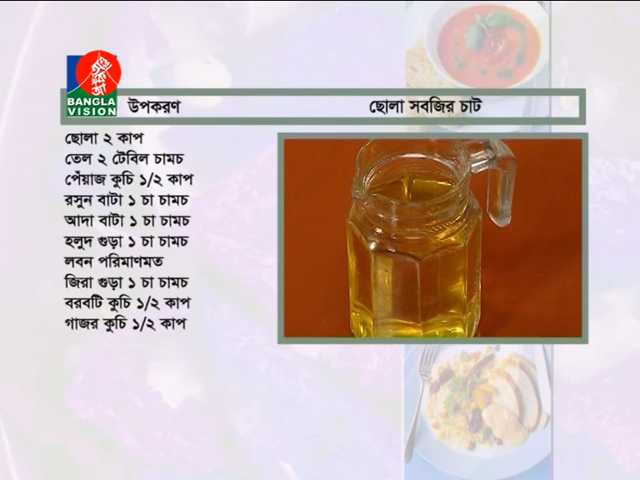 BANGLA
VISION
উপকরণ
ছোলা সবজির চাট
ছোলা ২ কাপ
তেল ২ টেবিল চামচ
পেঁয়াজ কুচি ১/২ কাপ
রসুন বাটা ১ চা চামচ
আদা বাটা ১ চা চামচ
হলুদ গুড়া ১ চা চামচ
লবন পরিমাণমত
জিরা গুড়া ১ চা চামচ
বরবটি কুচি ১/২ কাপ
গাজর কুচি ১/২ কাপ